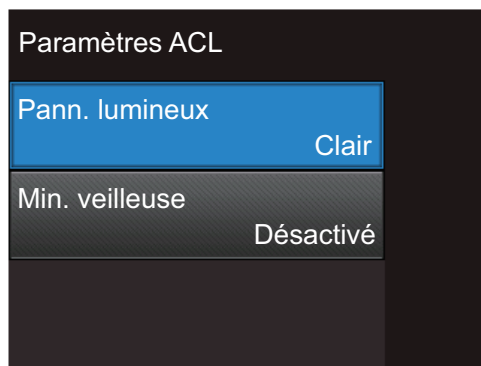 Paramètres ACL
Pann. lumineux
Clair
Min. veilleuse
Désactivé